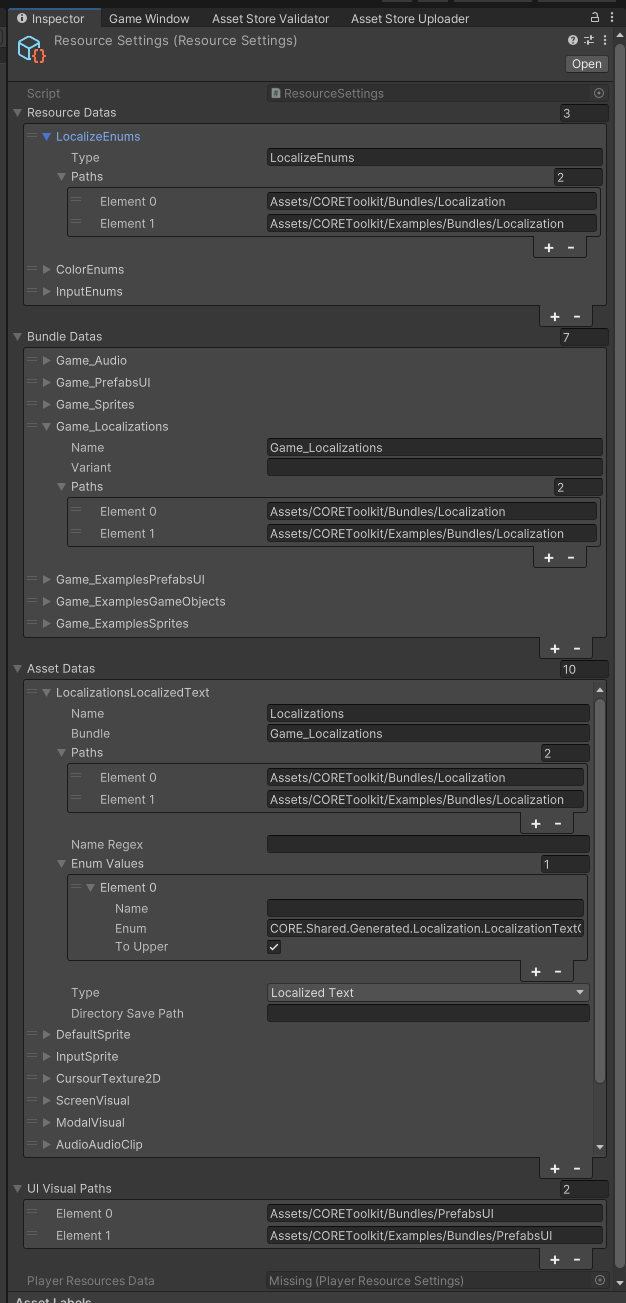 Inspector Game Window Asset Store Validator Asset Store Uploader
Resource Settings (Resource Settings)
Open
Script ResourceSettings
Resource Datas 3
LocalizeEnums
Type LocalizeEnums
Paths 2
Element 0 Assets/COREToolkit/Bundles/Localization
Element 1 Assets/COREToolkit/Examples/Bundles/Localization
+ -
ColorEnums
InputEnums
+ -
Bundle Datas 7
Game_Audio
Game_PrefabsUI
Game_Sprites
Game_Localizations
Name Game_Localizations
Variant
Paths 2
Element 0 Assets/COREToolkit/Bundles/Localization
Element 1 Assets/COREToolkit/Examples/Bundles/Localization
+ -
Game_ExamplesPrefabsUI
Game_ExamplesGameObjects
Game_ExamplesSprites
+ -
Asset Datas 10
LocalizationsLocalizedText
Name Localizations
Bundle Game_Localizations
Paths 2
Element 0 Assets/COREToolkit/Bundles/Localization
Element 1 Assets/COREToolkit/Examples/Bundles/Localization
+ -
Name Regex
Enum Values 1
Element 0
Name
Enum CORE.Shared.Generated.Localization.LocalizationText
To Upper
+ -
Type Localized Text
Directory Save Path
DefaultSprite
InputSprite
CursourTexture2D
ScreenVisual
ModalVisual
AudioAudioClip
+ -
UI Visual Paths 2
Element 0 Assets/COREToolkit/Bundles/PrefabsUI
Element 1 Assets/COREToolkit/Examples/Bundles/PrefabsUI
+ -
Player Resources Data Missing (Player Resource Settings)
Asset Labels